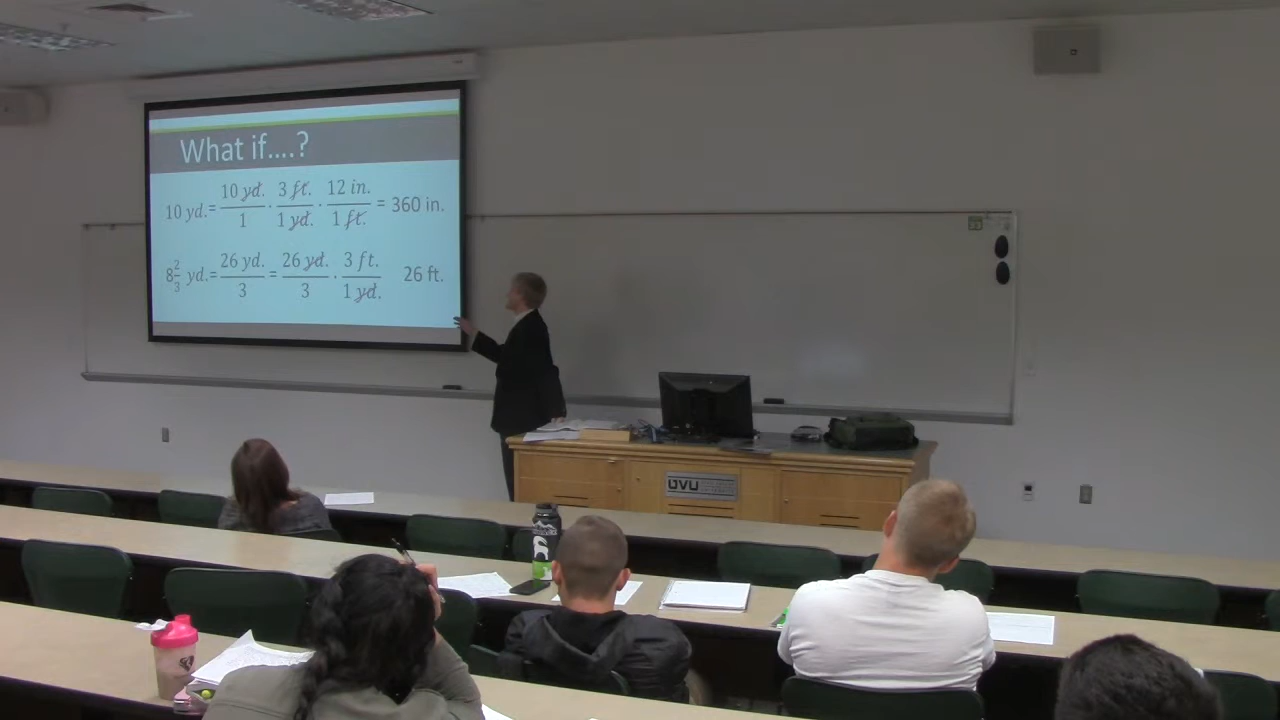 What if....?
10 yd.= 10 yd./1 · 3 ft./1 yd. · 12 in./1 ft. = 360 in.
8 2/3 yd.= 26 yd./3 = 26 yd./3 · 3 ft./1 yd. 26 ft.
UVU